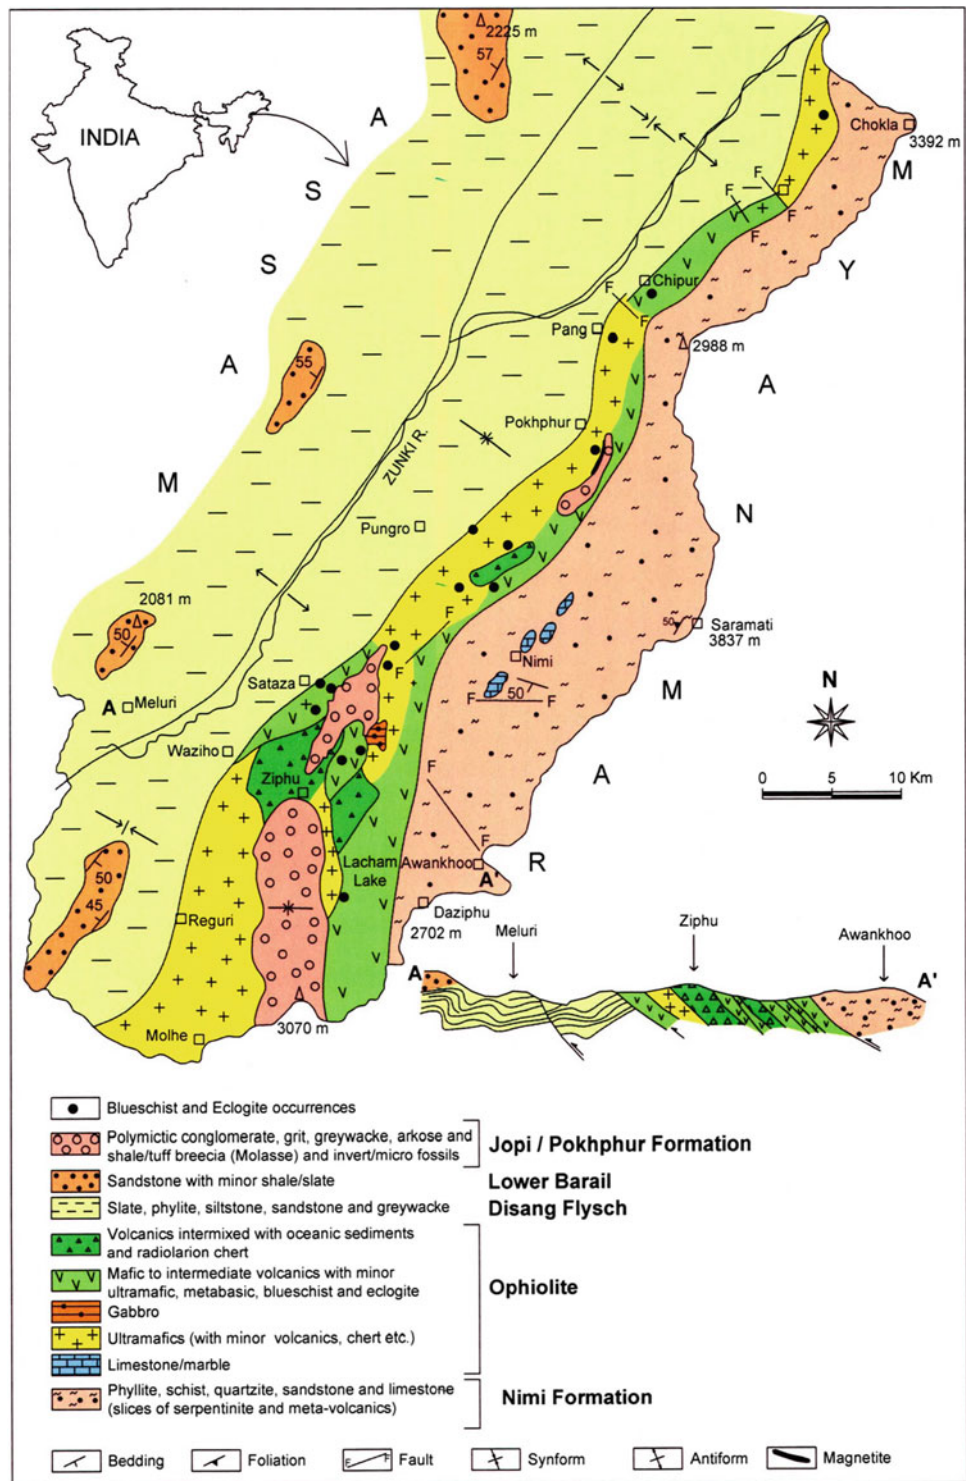 INDIA
A
S
S
A
M
M
Y
A
N
M
A
R
2225 m
57
Chokla
3392 m
F
F
F
F
Chipur
F
F
Pang
2988 m
55
Pokhphur
ZUNKI R.
Pungro
2081 m
50
F
F
Saramati
3837 m
50
Nimi
50
F
F
N
0 5 10 Km
A
Meluri
Sataza
Waziho
Ziphu
F
F
Lacham
Lake
Awankhoo
A'
50
45
Reguri
Daziphu
2702 m
3070 m
Molhe
Meluri
Ziphu
Awankhoo
A
A'
Blueschist and Eclogite occurrences
Polymictic conglomerate, grit, greywacke, arkose and
shale/tuff breecia (Molasse) and invert/micro fossils
Jopi / Pokhphur Formation
Sandstone with minor shale/slate
Lower Barail
Slate, phylite, siltstone, sandstone and greywacke
Disang Flysch
Volcanics intermixed with oceanic sediments
and radiolarion chert
Mafic to intermediate volcanics with minor
ultramafic, metabasic, blueschist and eclogite
Ophiolite
Gabbro
Ultramafics (with minor volcanics, chert etc.)
Limestone/marble
Phyllite, schist, quartzite, sandstone and limestone
(slices of serpentinite and meta-volcanics)
Nimi Formation
Bedding
Foliation
F
F
Fault
Synform
Antiform
Magnetite